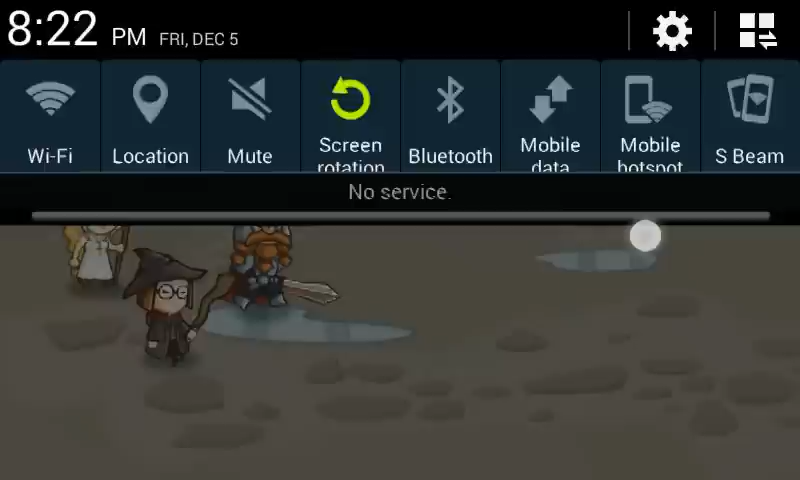 8:22 PM FRI, DEC 5
Wi-Fi
Location
Mute
Screen
rotation
Bluetooth
Mobile
data
Mobile
hotspot
S Beam
No service.